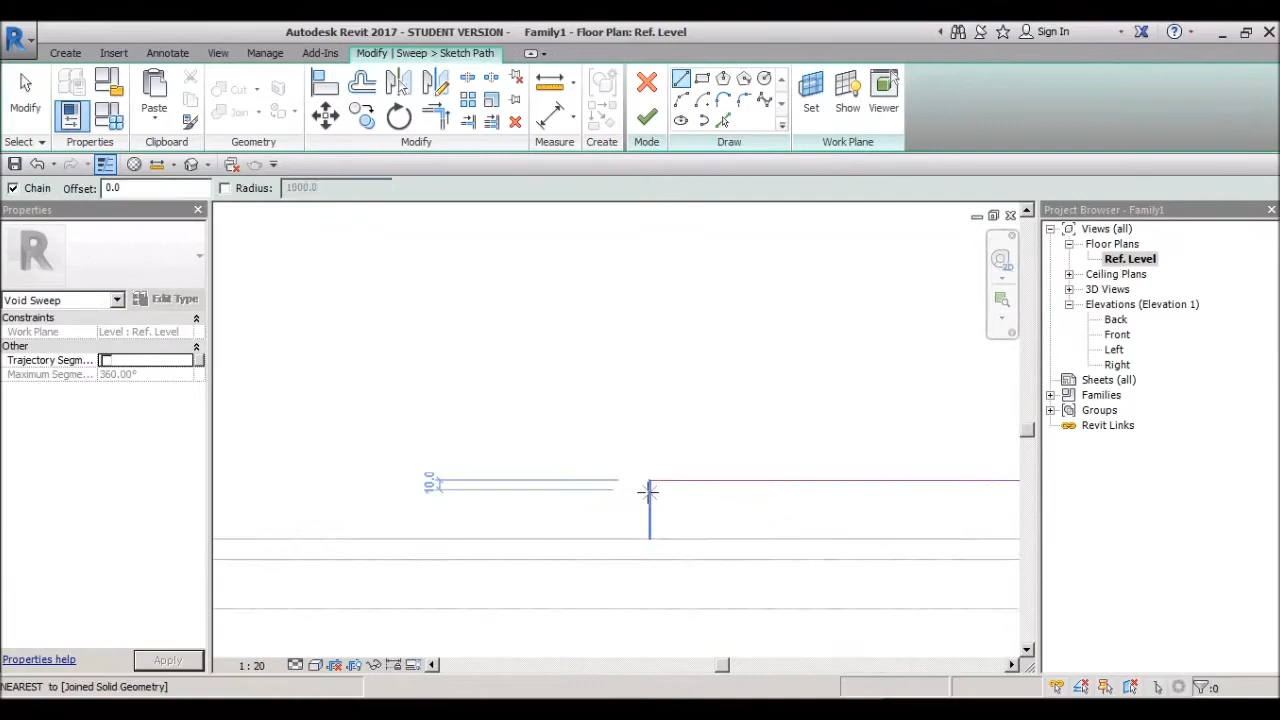 Autodesk Revit 2017 - STUDENT VERSION - Family1 - Floor Plan: Ref. Level
Sign In
Create Insert Annotate View Manage Add-Ins Modify | Sweep > Sketch Path
Modify
Paste
Cut
Join
Set Show Viewer
Select Properties Clipboard Geometry Modify Measure Create Mode Draw Work Plane
Chain Offset: 0.0 Radius: 1000.0
Properties
Void Sweep Edit Type
Constraints
Work Plane Level : Ref. Level
Other
Trajectory Segm...
Maximum Segme... 360.00°
Properties help Apply
2D
10.0
Project Browser - Family1
Views (all)
Floor Plans
Ref. Level
Ceiling Plans
3D Views
Elevations (Elevation 1)
Back
Front
Left
Right
Sheets (all)
Families
Groups
Revit Links
1 : 20
NEAREST to [Joined Solid Geometry]
:0